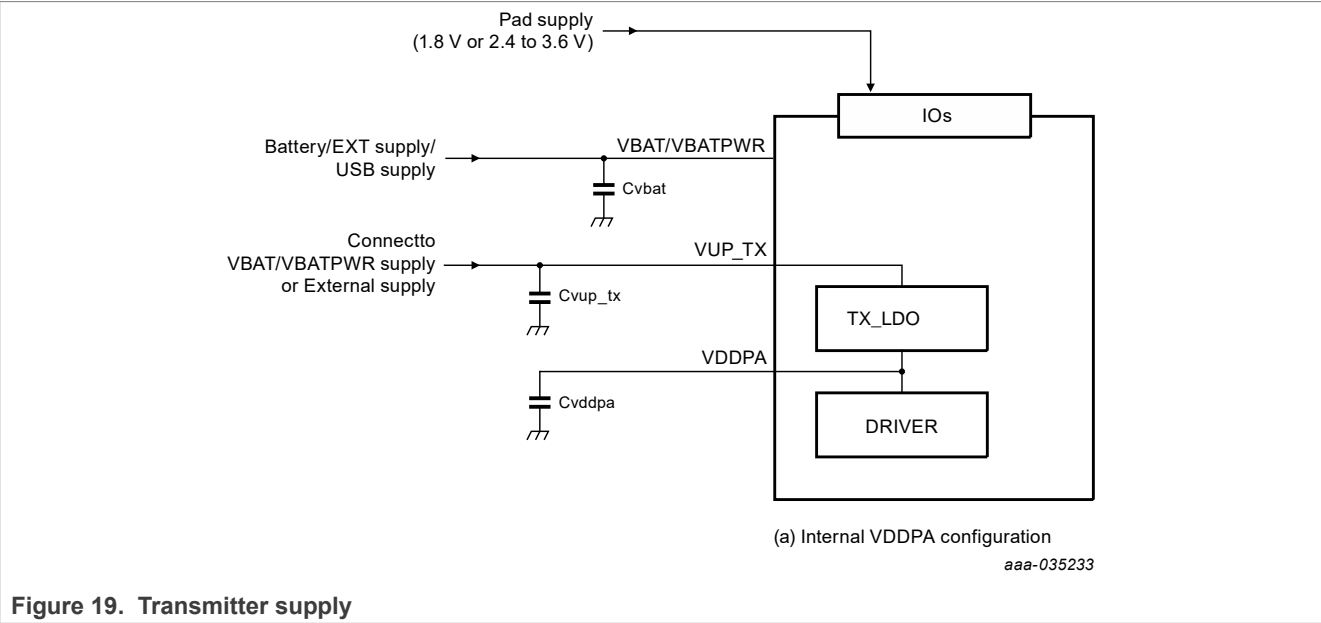 Pad supply
(1.8 V or 2.4 to 3.6 V)
IOs
Battery/EXT supply/
USB supply
VBAT/VBATPWR
Cvbat
Connectto
VBAT/VBATPWR supply
or External supply
VUP_TX
Cvup_tx
TX_LDO
VDDPA
Cvddpa
DRIVER
(a) Internal VDDPA configuration
aaa-035233
Figure 19. Transmitter supply